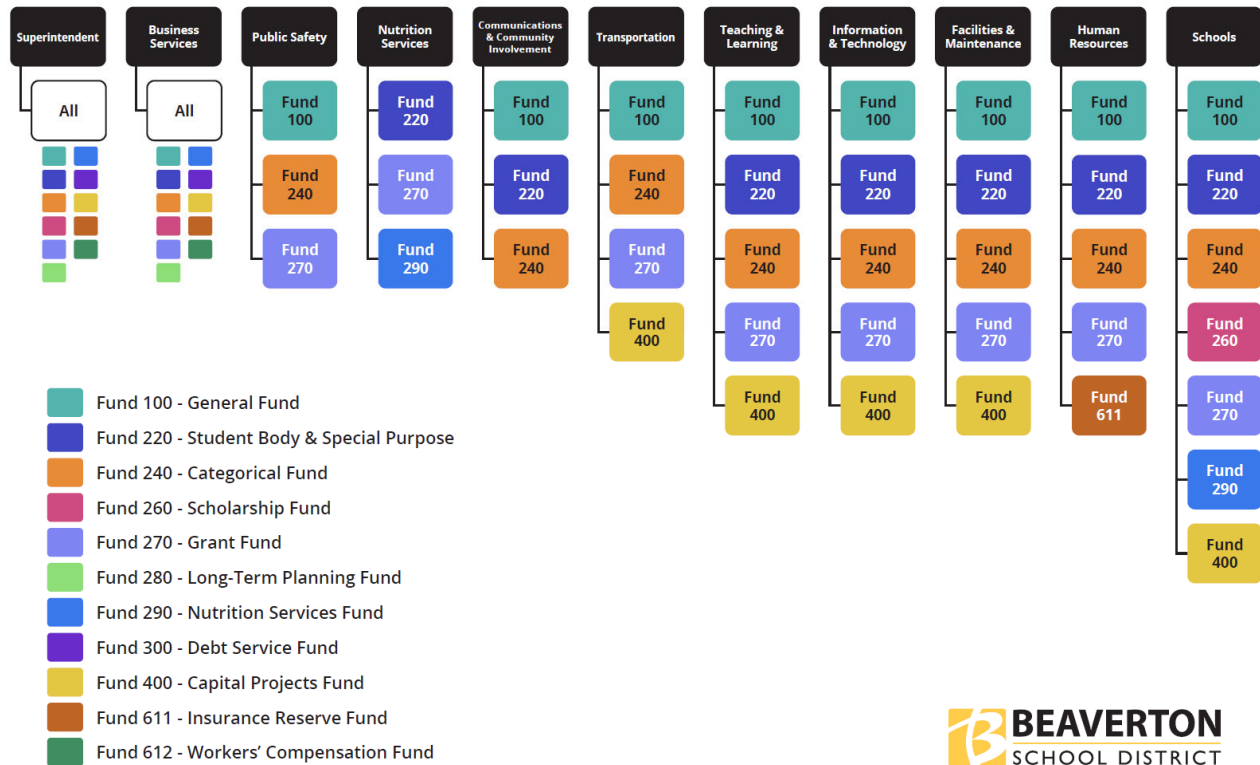 Superintendent
Business
Services
Public Safety
Nutrition
Services
Communications
& Community
Involvement
Transportation
Teaching &
Learning
Information
& Technology
Facilities &
Maintenance
Human
Resources
Schools
All
All
Fund
100
Fund
240
Fund
270
Fund
220
Fund
270
Fund
290
Fund
100
Fund
220
Fund
240
Fund
100
Fund
240
Fund
270
Fund
400
Fund
100
Fund
220
Fund
240
Fund
270
Fund
400
Fund
100
Fund
220
Fund
240
Fund
270
Fund
400
Fund
100
Fund
220
Fund
240
Fund
270
Fund
400
Fund
100
Fund
220
Fund
240
Fund
270
Fund
611
Fund
100
Fund
220
Fund
240
Fund
260
Fund
270
Fund
290
Fund
400
Fund 100 - General Fund
Fund 220 - Student Body & Special Purpose
Fund 240 - Categorical Fund
Fund 260 - Scholarship Fund
Fund 270 - Grant Fund
Fund 280 - Long-Term Planning Fund
Fund 290 - Nutrition Services Fund
Fund 300 - Debt Service Fund
Fund 400 - Capital Projects Fund
Fund 611 - Insurance Reserve Fund
Fund 612 - Workers’ Compensation Fund
B
BEAVERTON
SCHOOL DISTRICT